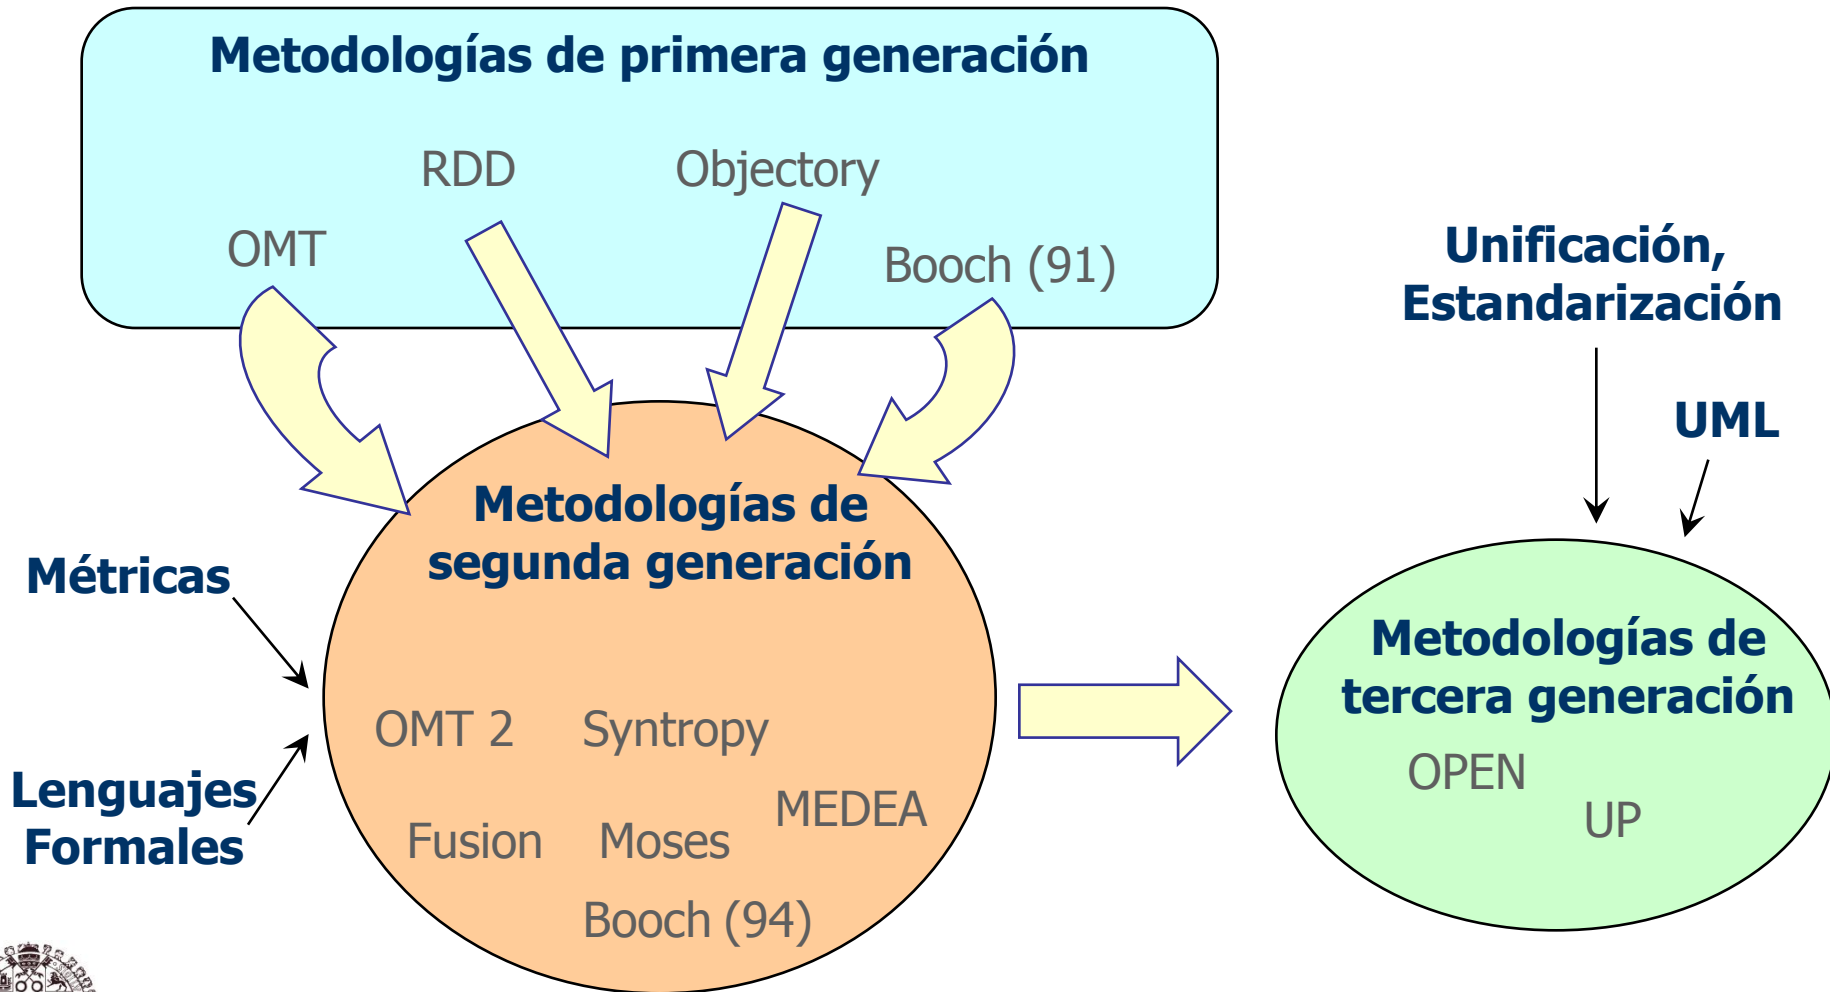 Metodologías de primera generación
RDD
Objectory
OMT
Booch (91)
Unificación,
Estandarización
UML
Metodologías de
segunda generación
Métricas
Lenguajes
Formales
OMT 2
Syntropy
MEDEA
Fusion
Moses
Booch (94)
Metodologías de
tercera generación
OPEN
UP